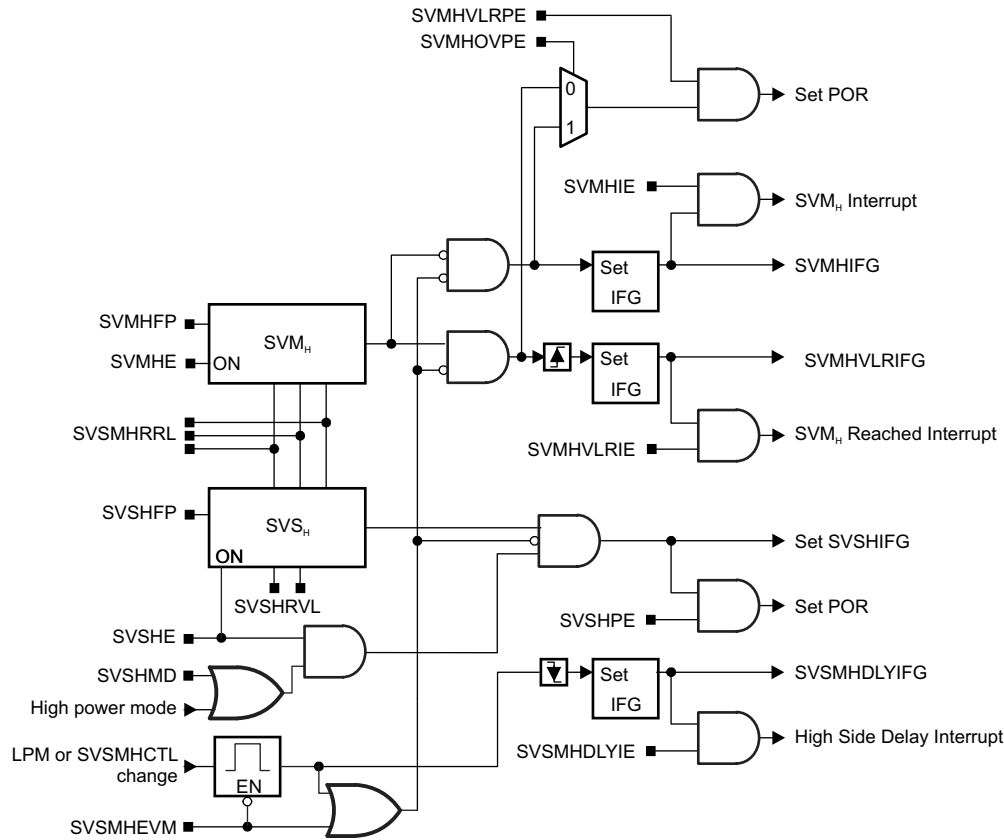 SVMHVLRPE
SVMHOVPE
0
1
Set POR
SVMHIE
SVMH Interrupt
Set
IFG
SVMHIFG
SVMHFP
SVMHE
ON
SVMH
Set
IFG
SVMHVLRIFG
SVSMHRRL
SVMHVLRIE
SVMH Reached Interrupt
SVSHFP
SVSH
ON
SVSHRVL
Set SVSHIFG
SVSHPE
Set POR
SVSHE
SVSHMD
High power mode
Set
IFG
SVSMHDLYIFG
SVSMHDLYIE
High Side Delay Interrupt
LPM or SVSMHCTL
change
EN
SVSMHEVM